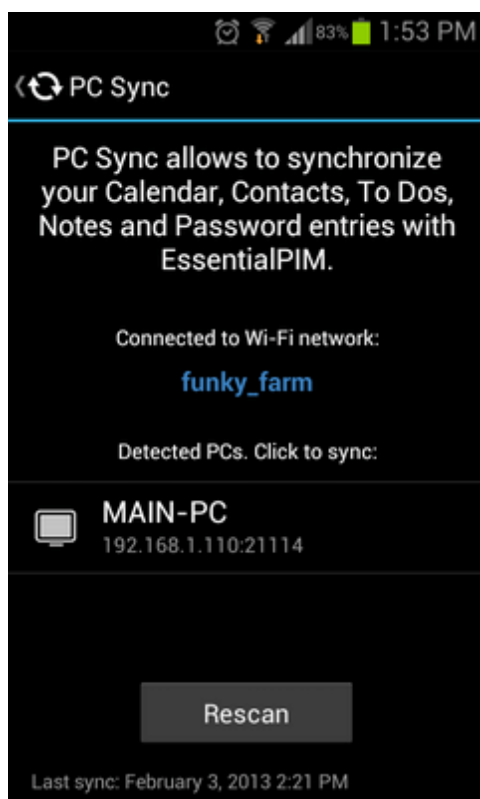 83% 1:53 PM
PC Sync
PC Sync allows to synchronize
your Calendar, Contacts, To Dos,
Notes and Password entries with
EssentialPIM.
Connected to Wi-Fi network:
funky_farm
Detected PCs. Click to sync:
MAIN-PC
192.168.1.110:21114
Rescan
Last sync: February 3, 2013 2:21 PM